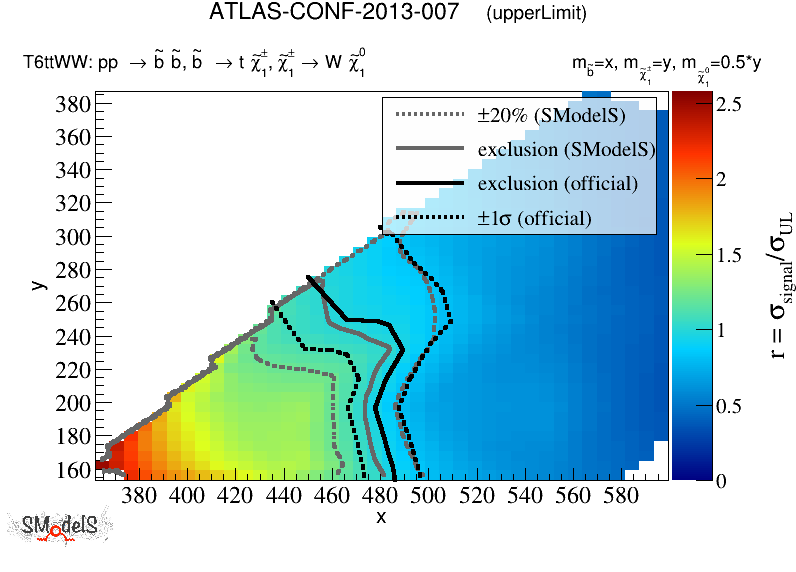 ATLAS-CONF-2013-007 (upperLimit)
T6ttWW: pp → b̃ b̃, b̃ → t χ̃₁±, χ̃₁± → W χ̃₁⁰ m_b̃=x, m_χ̃₁±=y, m_χ̃₁⁰=0.5*y
±20% (SModelS)
exclusion (SModelS)
exclusion (official)
±1σ (official)
380
360
340
320
300
280
260
240
220
200
180
160
y
380 400 420 440 460 480 500 520 540 560 580
x
2.5
2
1.5
1
0.5
0
r = σ_signal/σ_UL
SModelS